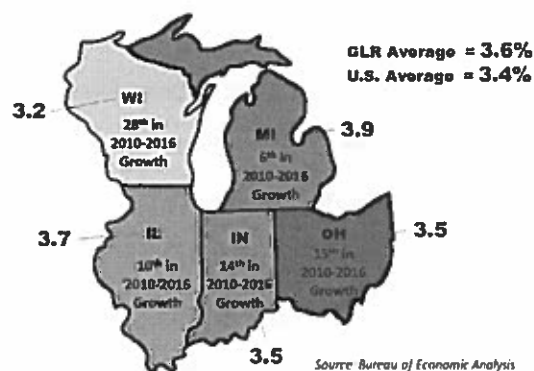 GLR Average = 3.6%
U.S. Average = 3.4%
3.2
WI
28th in
2010-2016
Growth
MI
6th in
2010-2016
Growth
3.9
3.7
IL
10th in
2010-2016
Growth
IN
14th in
2010-2016
Growth
OH
15th in
2010-2016
Growth
3.5
3.5
Source: Bureau of Economic Analysis